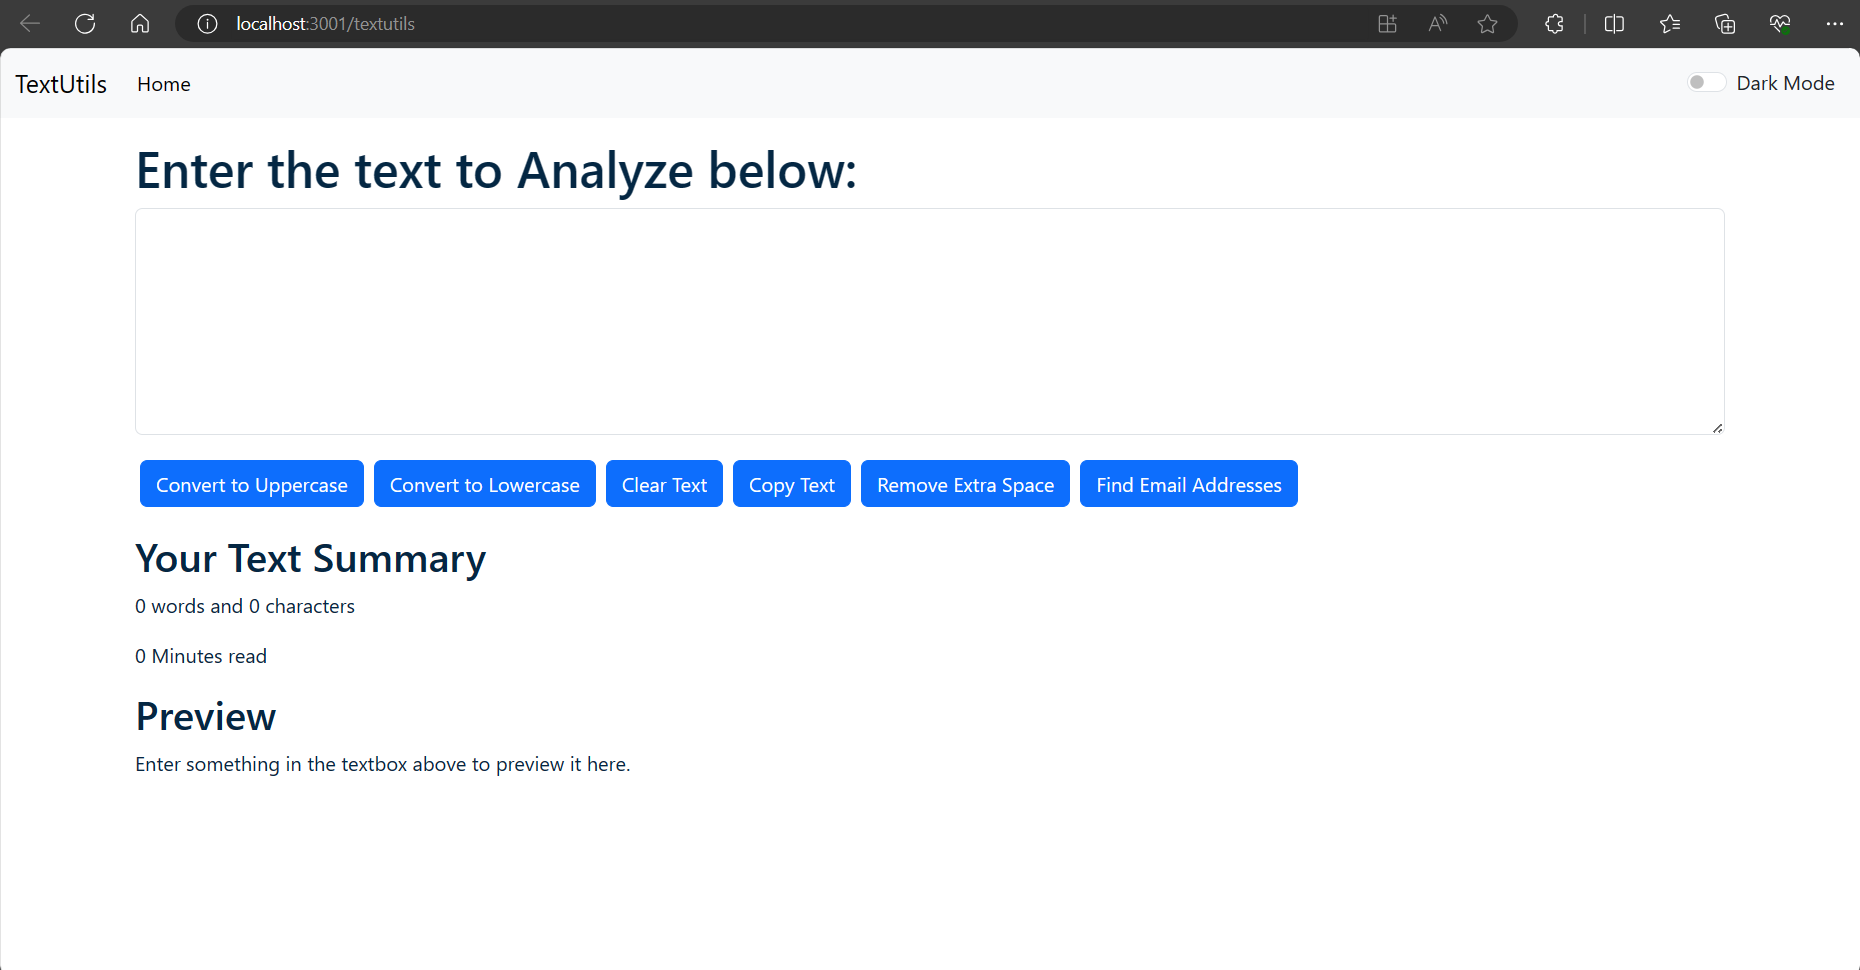 localhost:3001/textutils
TextUtils Home Dark Mode
Enter the text to Analyze below:
Convert to Uppercase Convert to Lowercase Clear Text Copy Text Remove Extra Space Find Email Addresses
Your Text Summary
0 words and 0 characters
0 Minutes read
Preview
Enter something in the textbox above to preview it here.